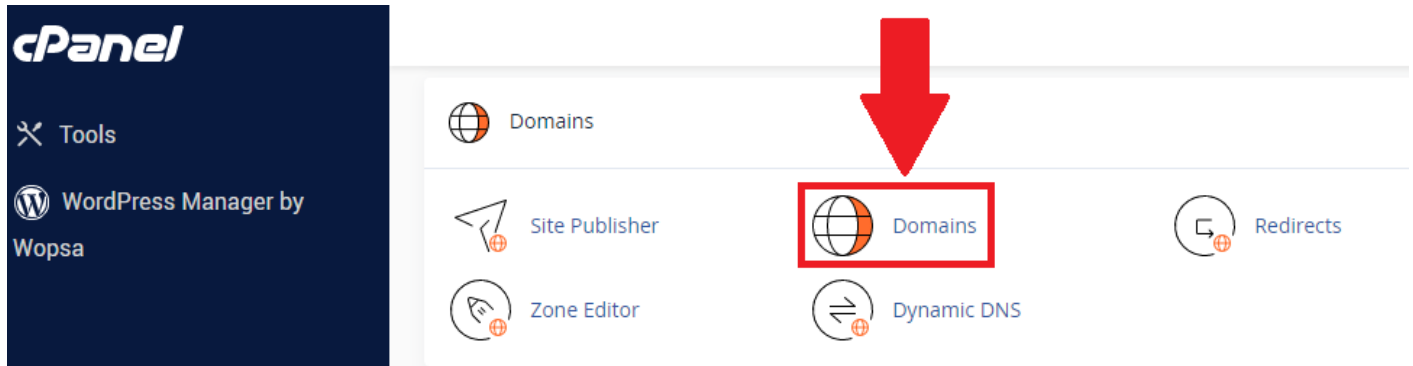 cPanel
Tools
WordPress Manager by
Wopsa
Domains
Site Publisher
Domains
Redirects
Zone Editor
Dynamic DNS